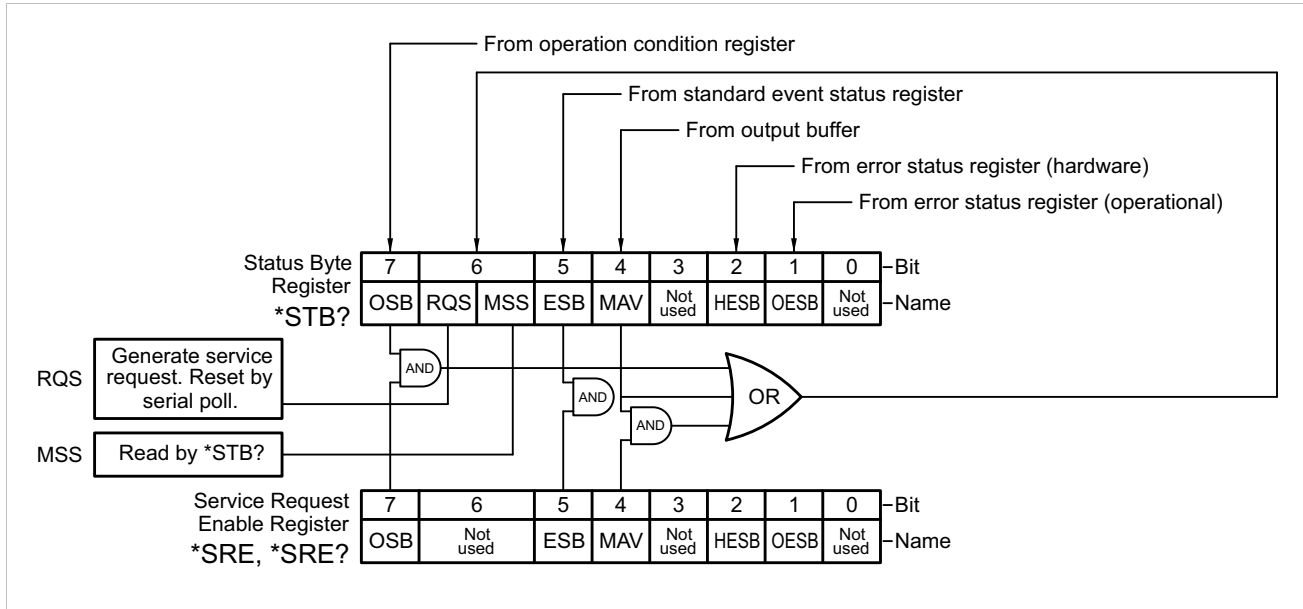 From operation condition register
From standard event status register
From output buffer
From error status register (hardware)
From error status register (operational)
Status Byte
Register
*STB?
7 6 5 4 3 2 1 0 –Bit
OSB RQS MSS ESB MAV Not used HESB OESB Not used –Name
RQS
Generate service
request. Reset by
serial poll.
AND
AND
AND
OR
MSS
Read by *STB?
Service Request
Enable Register
*SRE, *SRE?
7 6 5 4 3 2 1 0 –Bit
OSB Not used ESB MAV Not used HESB OESB Not used –Name